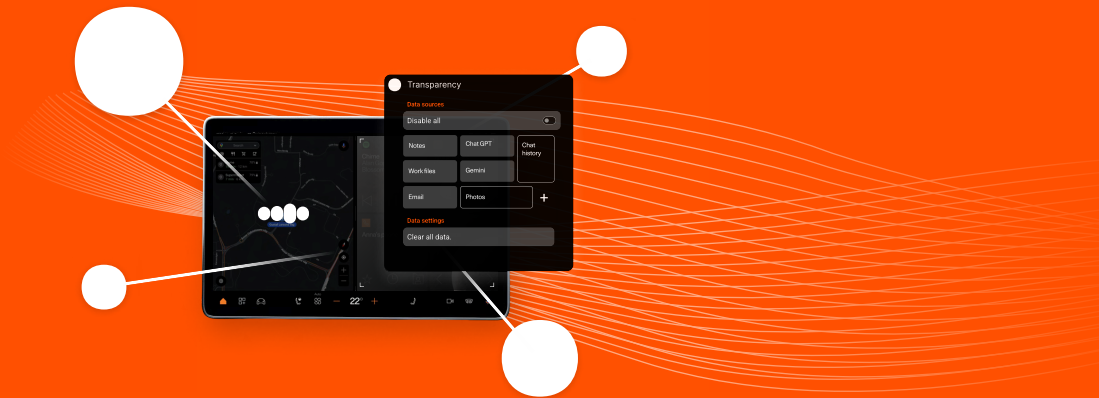 Transparency
Data sources
Disable all
Notes
Chat GPT
Chat
history
Work files
Gemini
Email
Photos
+
Data settings
Clear all data.
22°